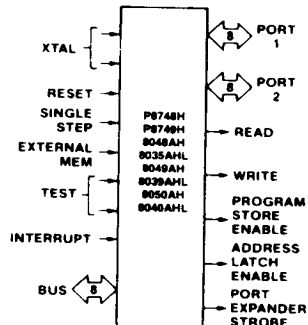 XTAL
RESET
SINGLE
STEP
EXTERNAL
MEM
TEST
INTERRUPT
BUS
8
P8748H
P8749H
8048AH
8035AHL
8049AH
8039AHL
8050AH
8040AHL
8
PORT
1
8
PORT
2
READ
WRITE
PROGRAM
STORE
ENABLE
ADDRESS
LATCH
ENABLE
PORT
EXPANDER
STROBE